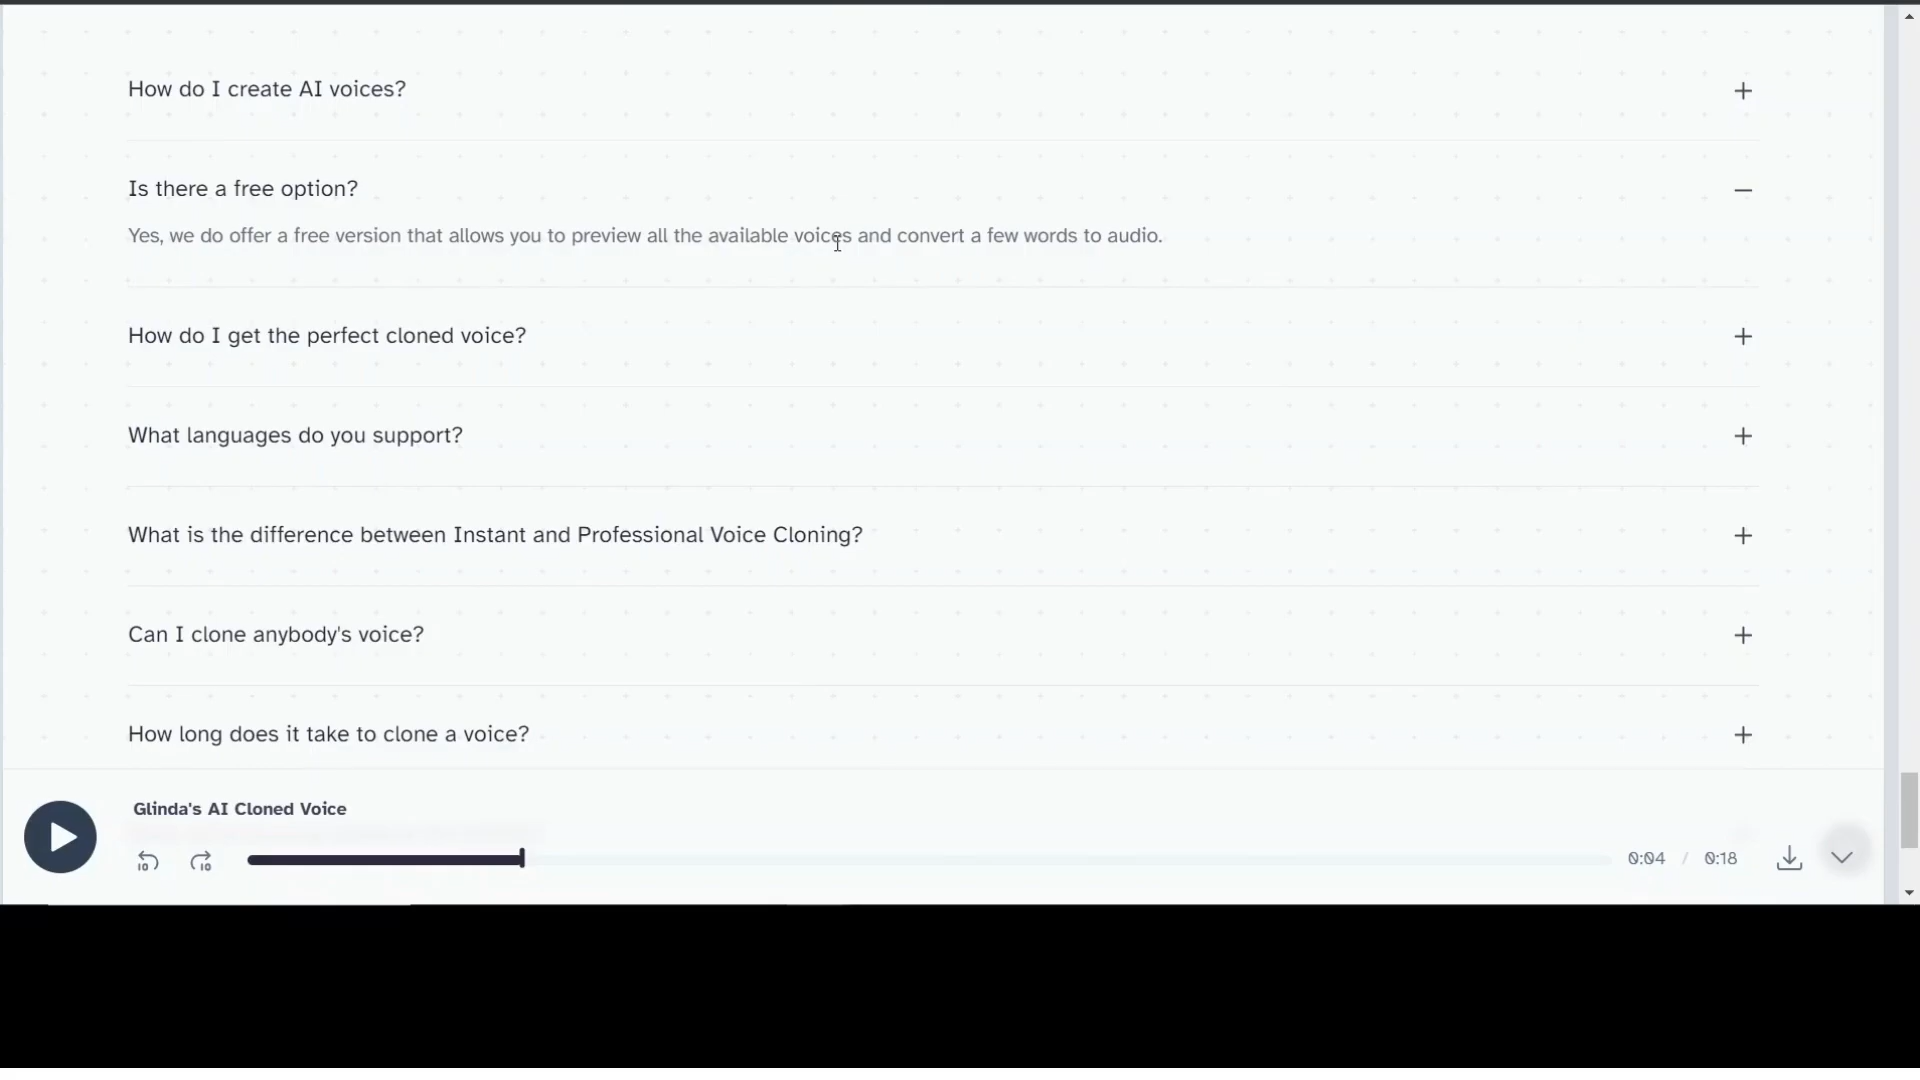 How do I create AI voices?
Is there a free option?
Yes, we do offer a free version that allows you to preview all the available voices and convert a few words to audio.
How do I get the perfect cloned voice?
What languages do you support?
What is the difference between Instant and Professional Voice Cloning?
Can I clone anybody's voice?
How long does it take to clone a voice?
Glinda's AI Cloned Voice
10 10 0:04 / 0:18